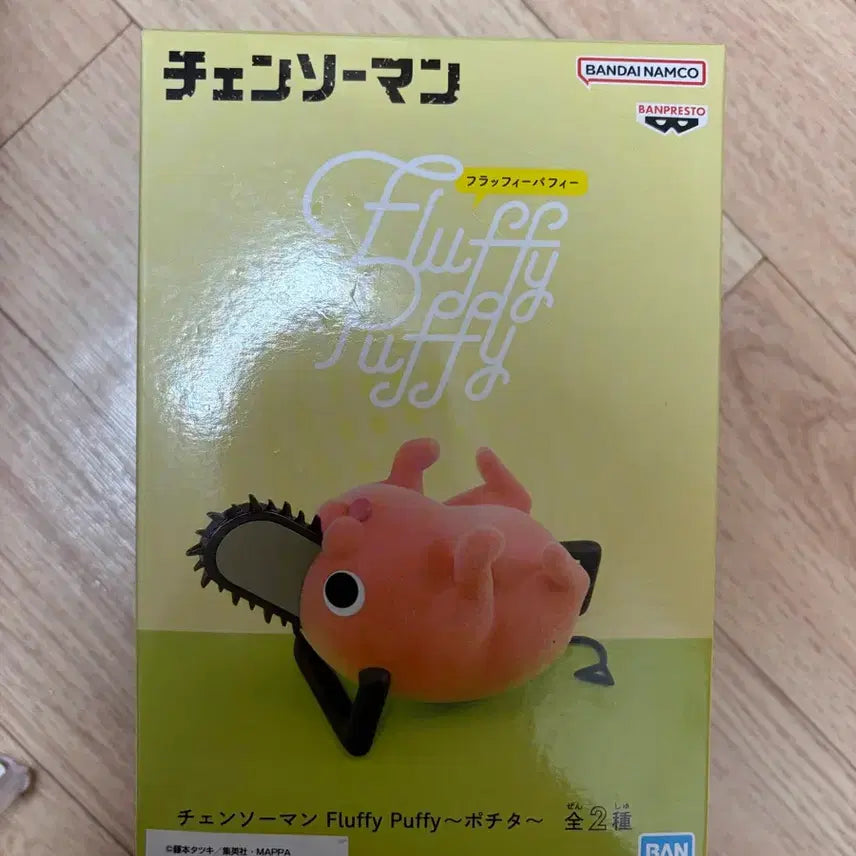 チェンソーマン
BANDAI NAMCO
BANPRESTO
フラッフィーパフィー
Fluffy
Puffy
チェンソーマン Fluffy Puffy～ポチタ～
全2種
ぜん しゅ
©藤本タツキ／集英社・MAPPA
BAN